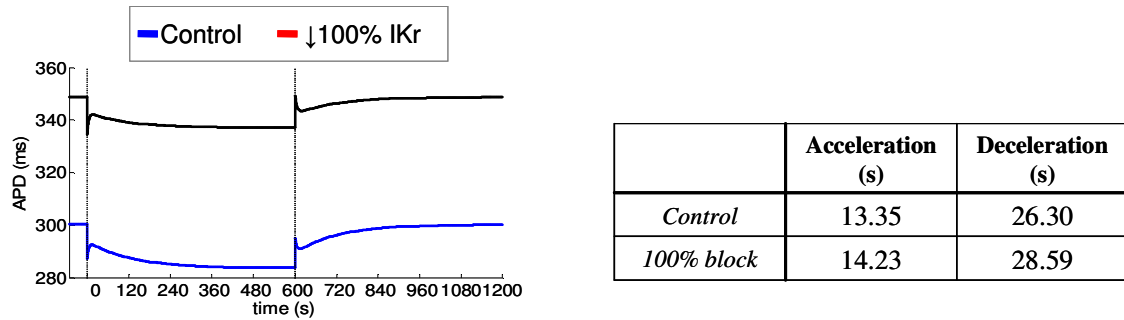 Control ↓100% IKr
360
340
320
300
280
APD (ms)
0 120 240 360 480 600 720 840 960 1080 1200
time (s)
Acceleration (s) Deceleration (s)
Control 13.35 26.30
100% block 14.23 28.59